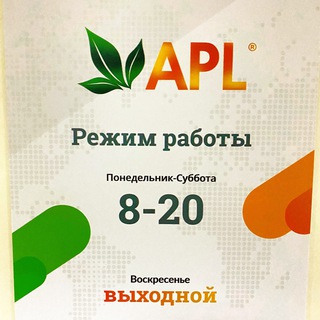 APL®
Режим работы
Понедельник-Суббота
8-20
Воскресенье
выходной